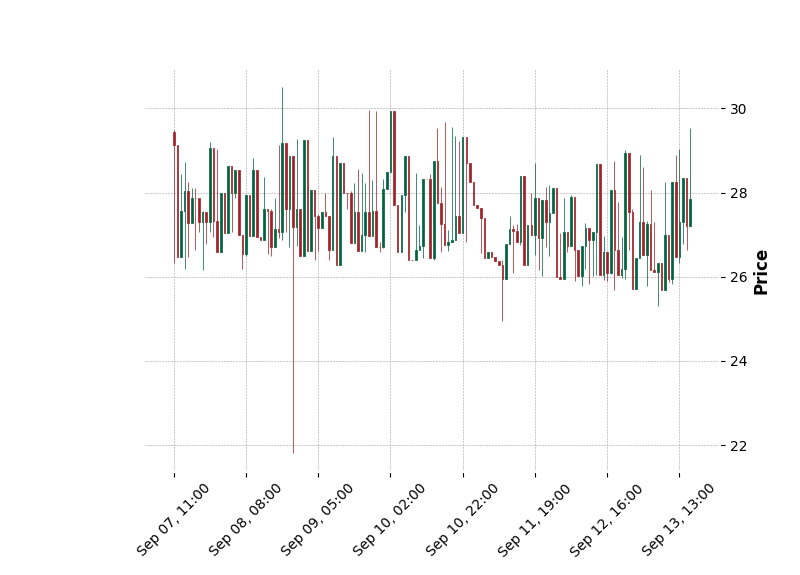 30
28
26
24
22
Price
Sep 07, 11:00
Sep 08, 08:00
Sep 09, 05:00
Sep 10, 02:00
Sep 10, 22:00
Sep 11, 19:00
Sep 12, 16:00
Sep 13, 13:00